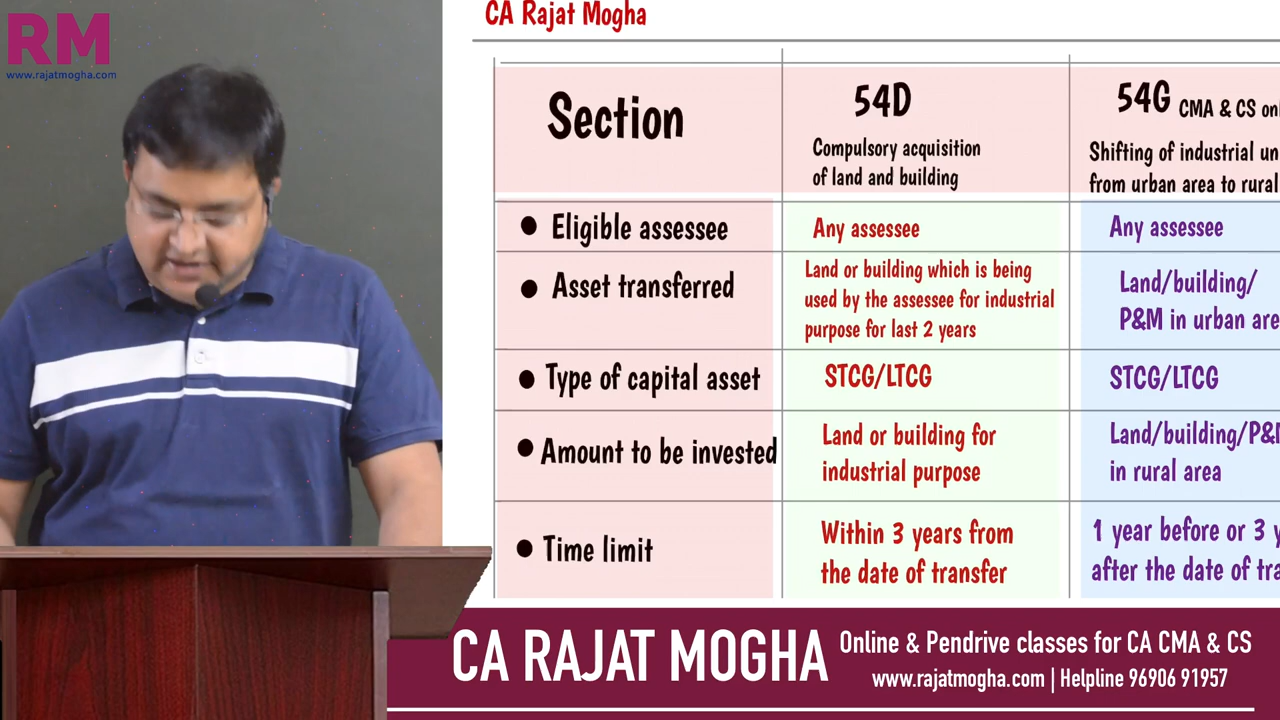 RM
www.rajatmogha.com
CA Rajat Mogha
Section
54D
Compulsory acquisition
of land and building
54G CMA & CS
Shifting of industrial
from urban area to rural
Eligible assessee
Any assessee
Any assessee
Asset transferred
Land or building which is being
used by the assessee for industrial
purpose for last 2 years
Land/building/
P&M in urban
Type of capital asset
STCG/LTCG
STCG/LTCG
Amount to be invested
Land or building for
industrial purpose
Land/building/
in rural area
Time limit
Within 3 years from
the date of transfer
1 year before or 3
after the date of
CA RAJAT MOGHA
Online & Pendrive classes for CA CMA & CS
www.rajatmogha.com | Helpline 96906 91957